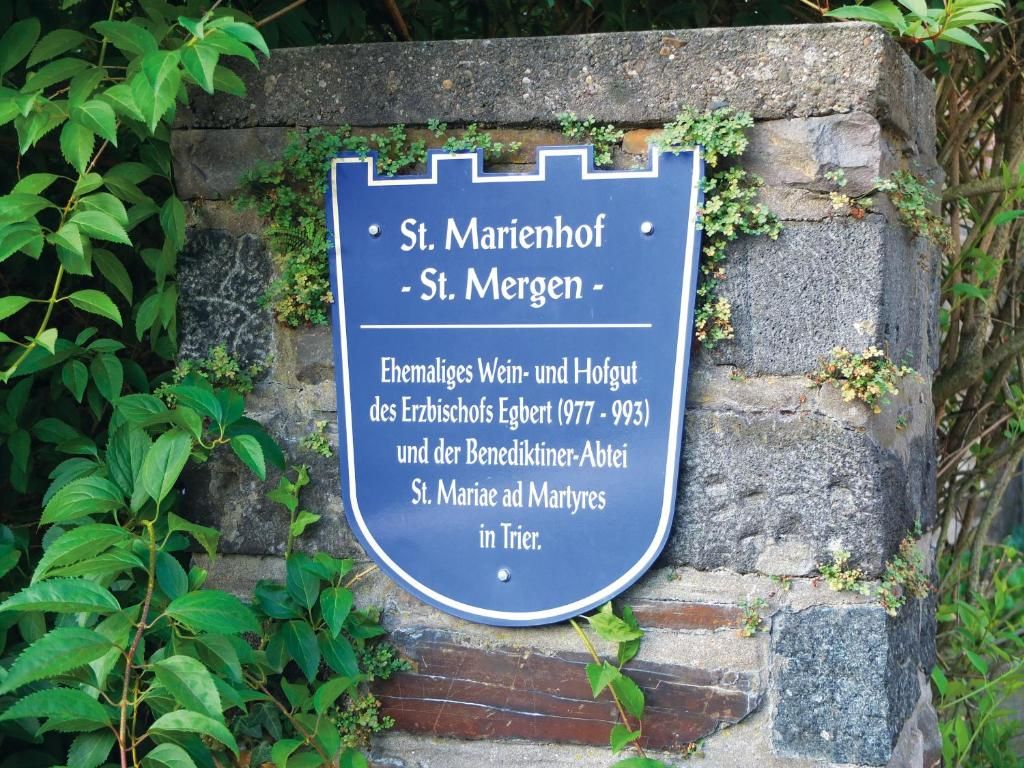 St. Marienhof
- St. Mergen -
Ehemaliges Wein- und Hofgut
des Erzbischofs Egbert (977 - 993)
und der Benediktiner-Abtei
St. Mariae ad Martyres
in Trier.